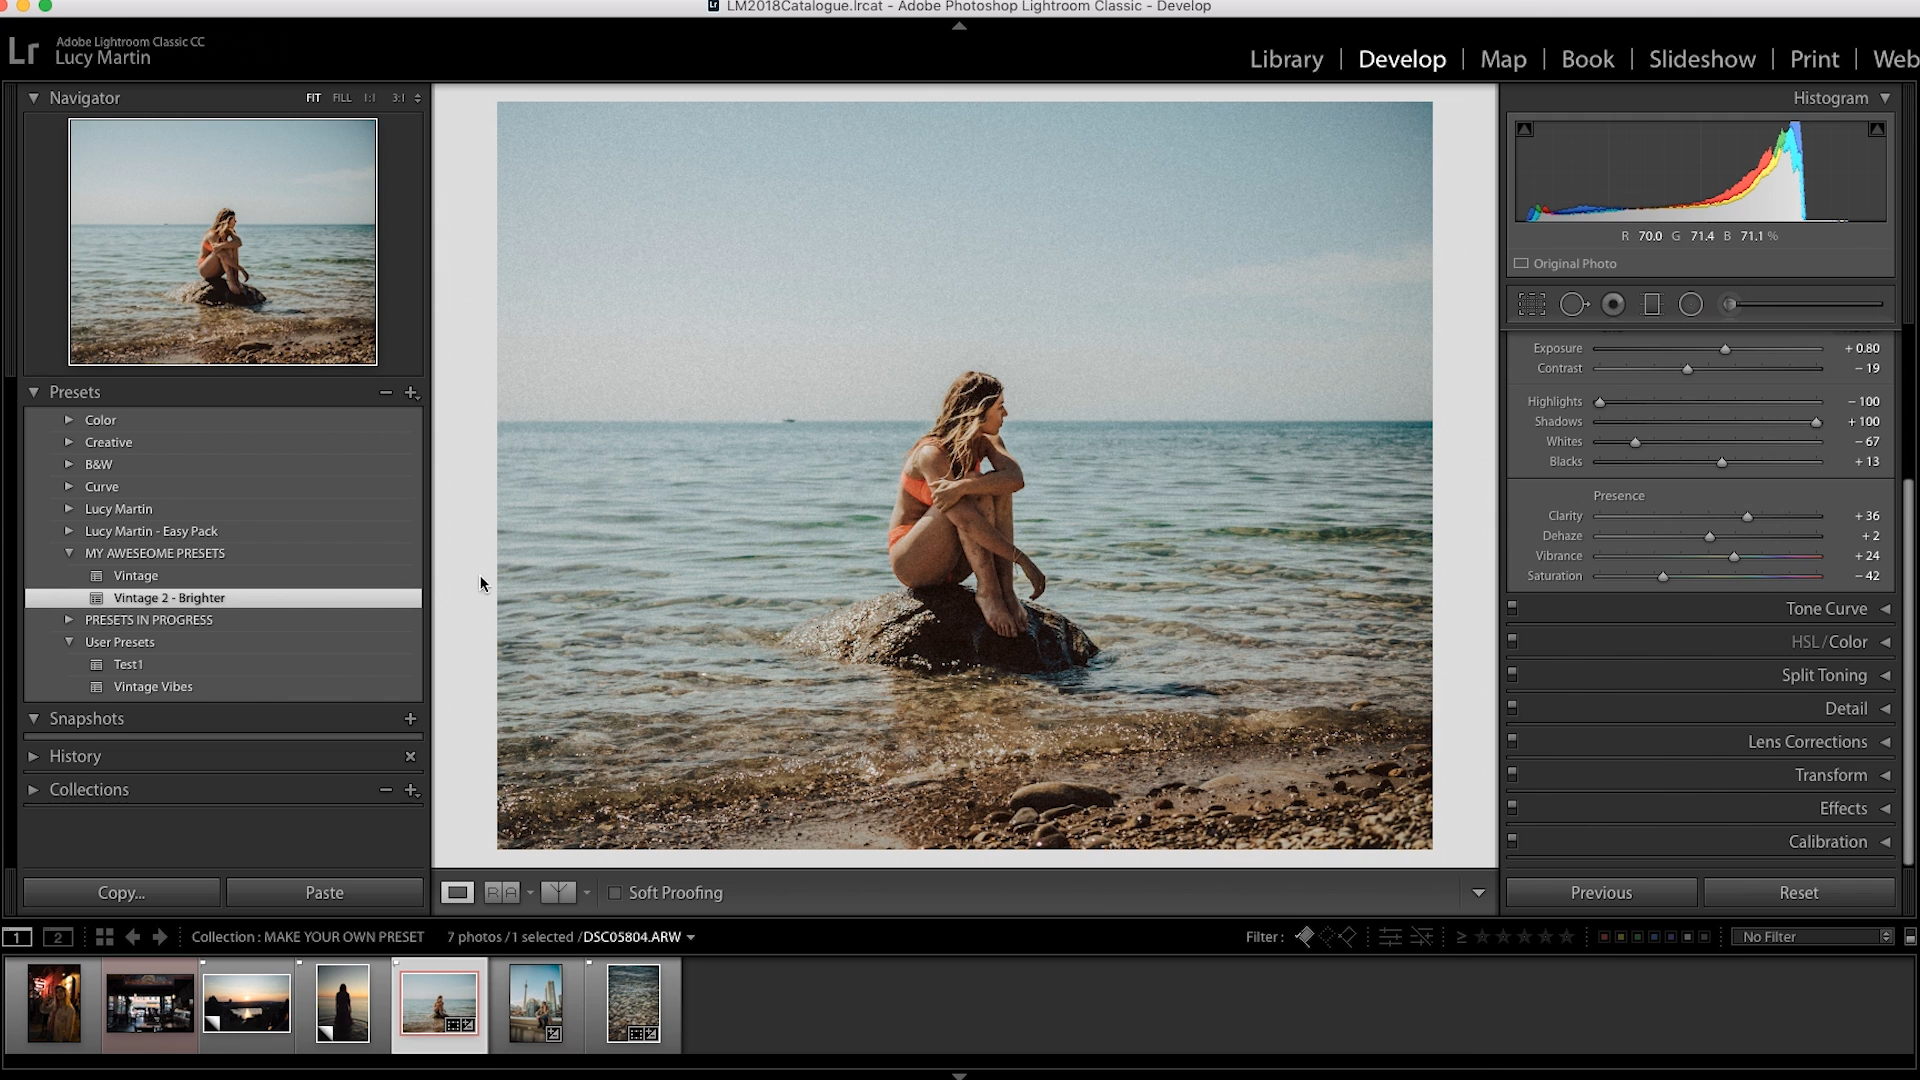 LM2018Catalogue.lrcat - Adobe Photoshop Lightroom Classic - Develop
Lr
Adobe Lightroom Classic CC
Lucy Martin
Library | Develop | Map | Book | Slideshow | Print | Web
Navigator FIT FILL 1:1 3:1
Presets
Color
Creative
B&W
Curve
Lucy Martin
Lucy Martin - Easy Pack
MY AWESEOME PRESETS
Vintage
Vintage 2 - Brighter
PRESETS IN PROGRESS
User Presets
Test1
Vintage Vibes
Snapshots
History
Collections
Copy... Paste
R A Y Soft Proofing
Histogram
R 70.0 G 71.4 B 71.1 %
Original Photo
Exposure + 0.80
Contrast - 19
Highlights - 100
Shadows + 100
Whites - 67
Blacks + 13
Presence
Clarity + 36
Dehaze + 2
Vibrance + 24
Saturation - 42
Tone Curve
HSL / Color
Split Toning
Detail
Lens Corrections
Transform
Effects
Calibration
Previous Reset
1 2 Collection : MAKE YOUR OWN PRESET 7 photos / 1 selected / DSC05804.ARW Filter : ≥ No Filter